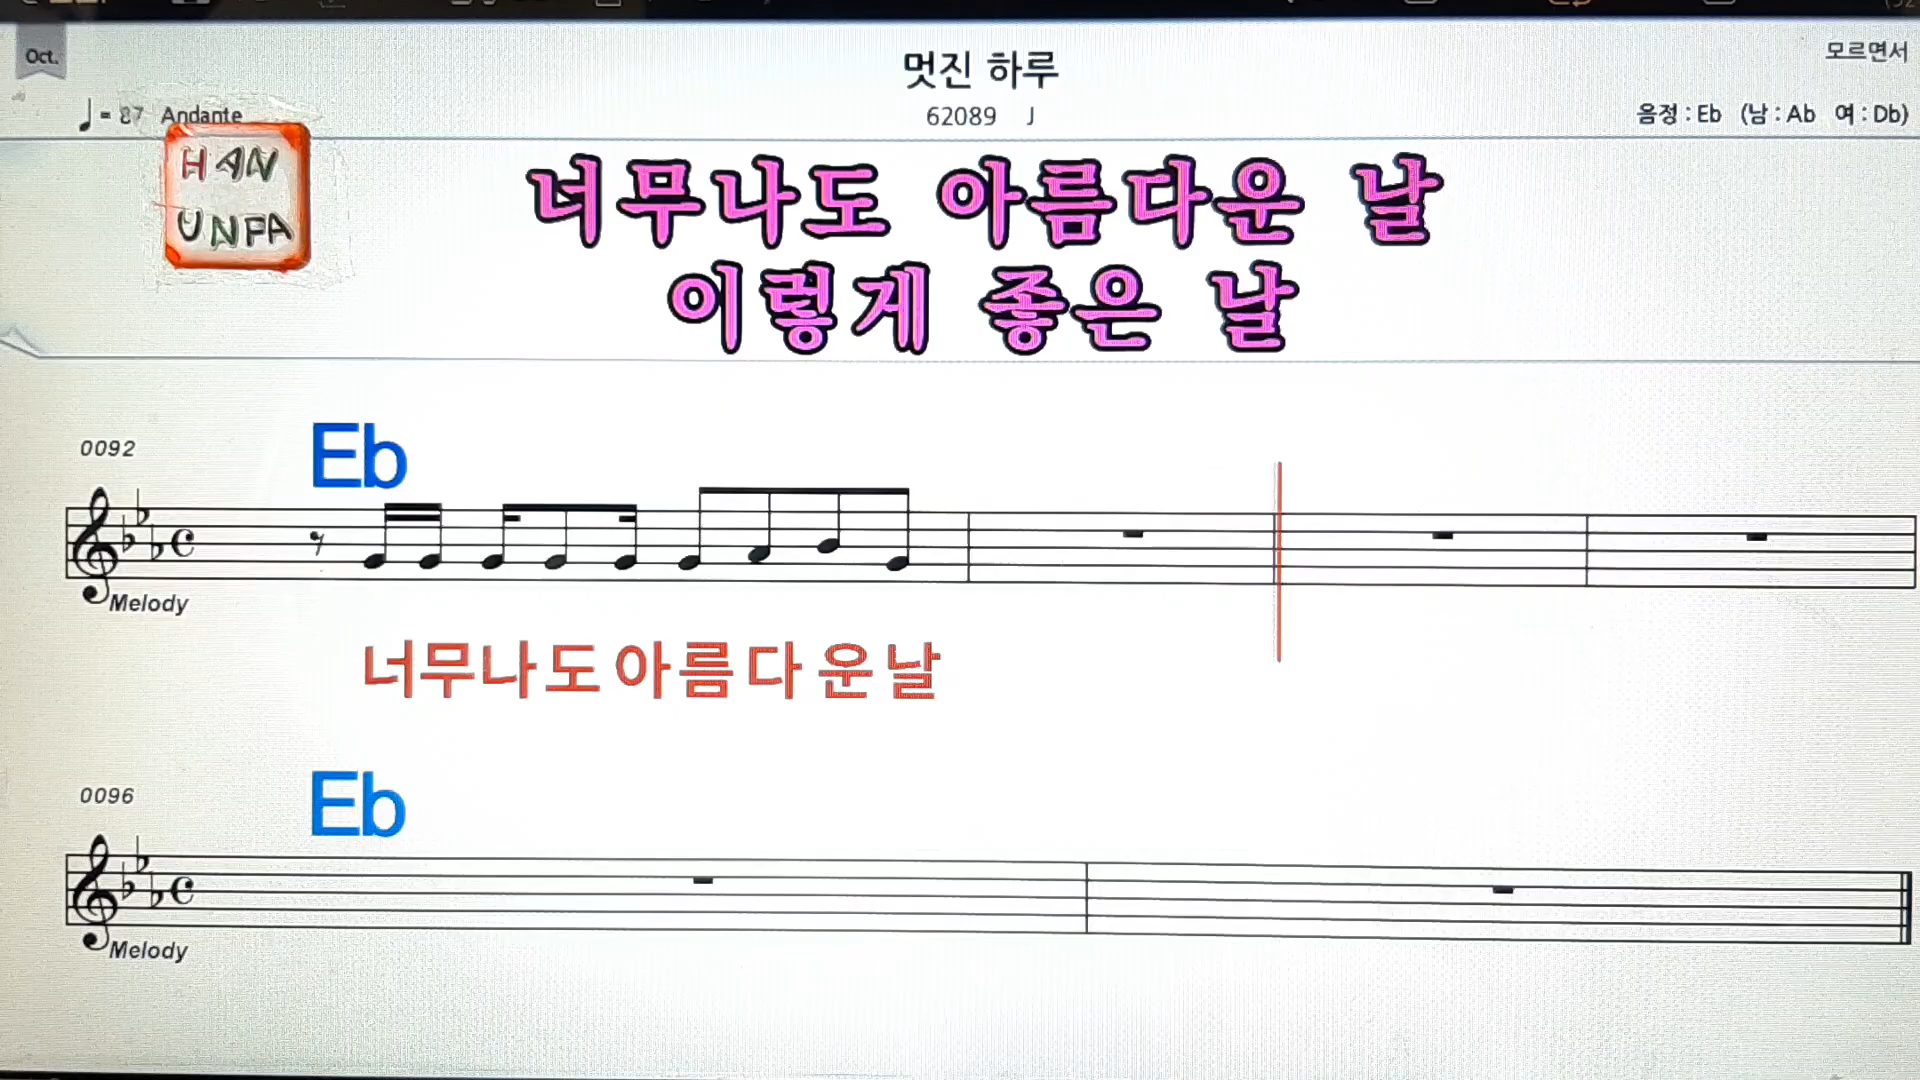 Oct.
멋진 하루
모르면서
♩= 87 Andante
62089 J
음정 : Eb (남 : Ab 여 : Db)
HAN
UNPA
너무나도 아름다운 날
이렇게 좋은 날
0092
Eb
Melody
너무나도아름다운날
0096
Eb
Melody